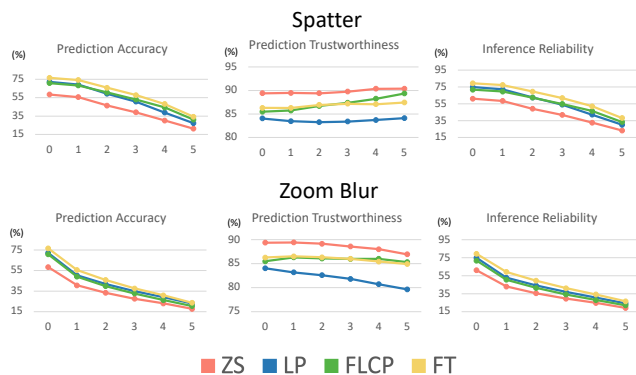 Spatter
(%) Prediction Accuracy
75
55
35
15
0 1 2 3 4 5
(%) Prediction Trustworthiness
95
90
85
80
0 1 2 3 4 5
(%) Inference Reliability
95
75
55
35
15
0 1 2 3 4 5
Zoom Blur
(%) Prediction Accuracy
75
55
35
15
0 1 2 3 4 5
Prediction Trustworthiness
(%)
90
85
80
75
0 1 2 3 4 5
(%) Inference Reliability
95
75
55
35
15
0 1 2 3 4 5
ZS LP FLCP FT